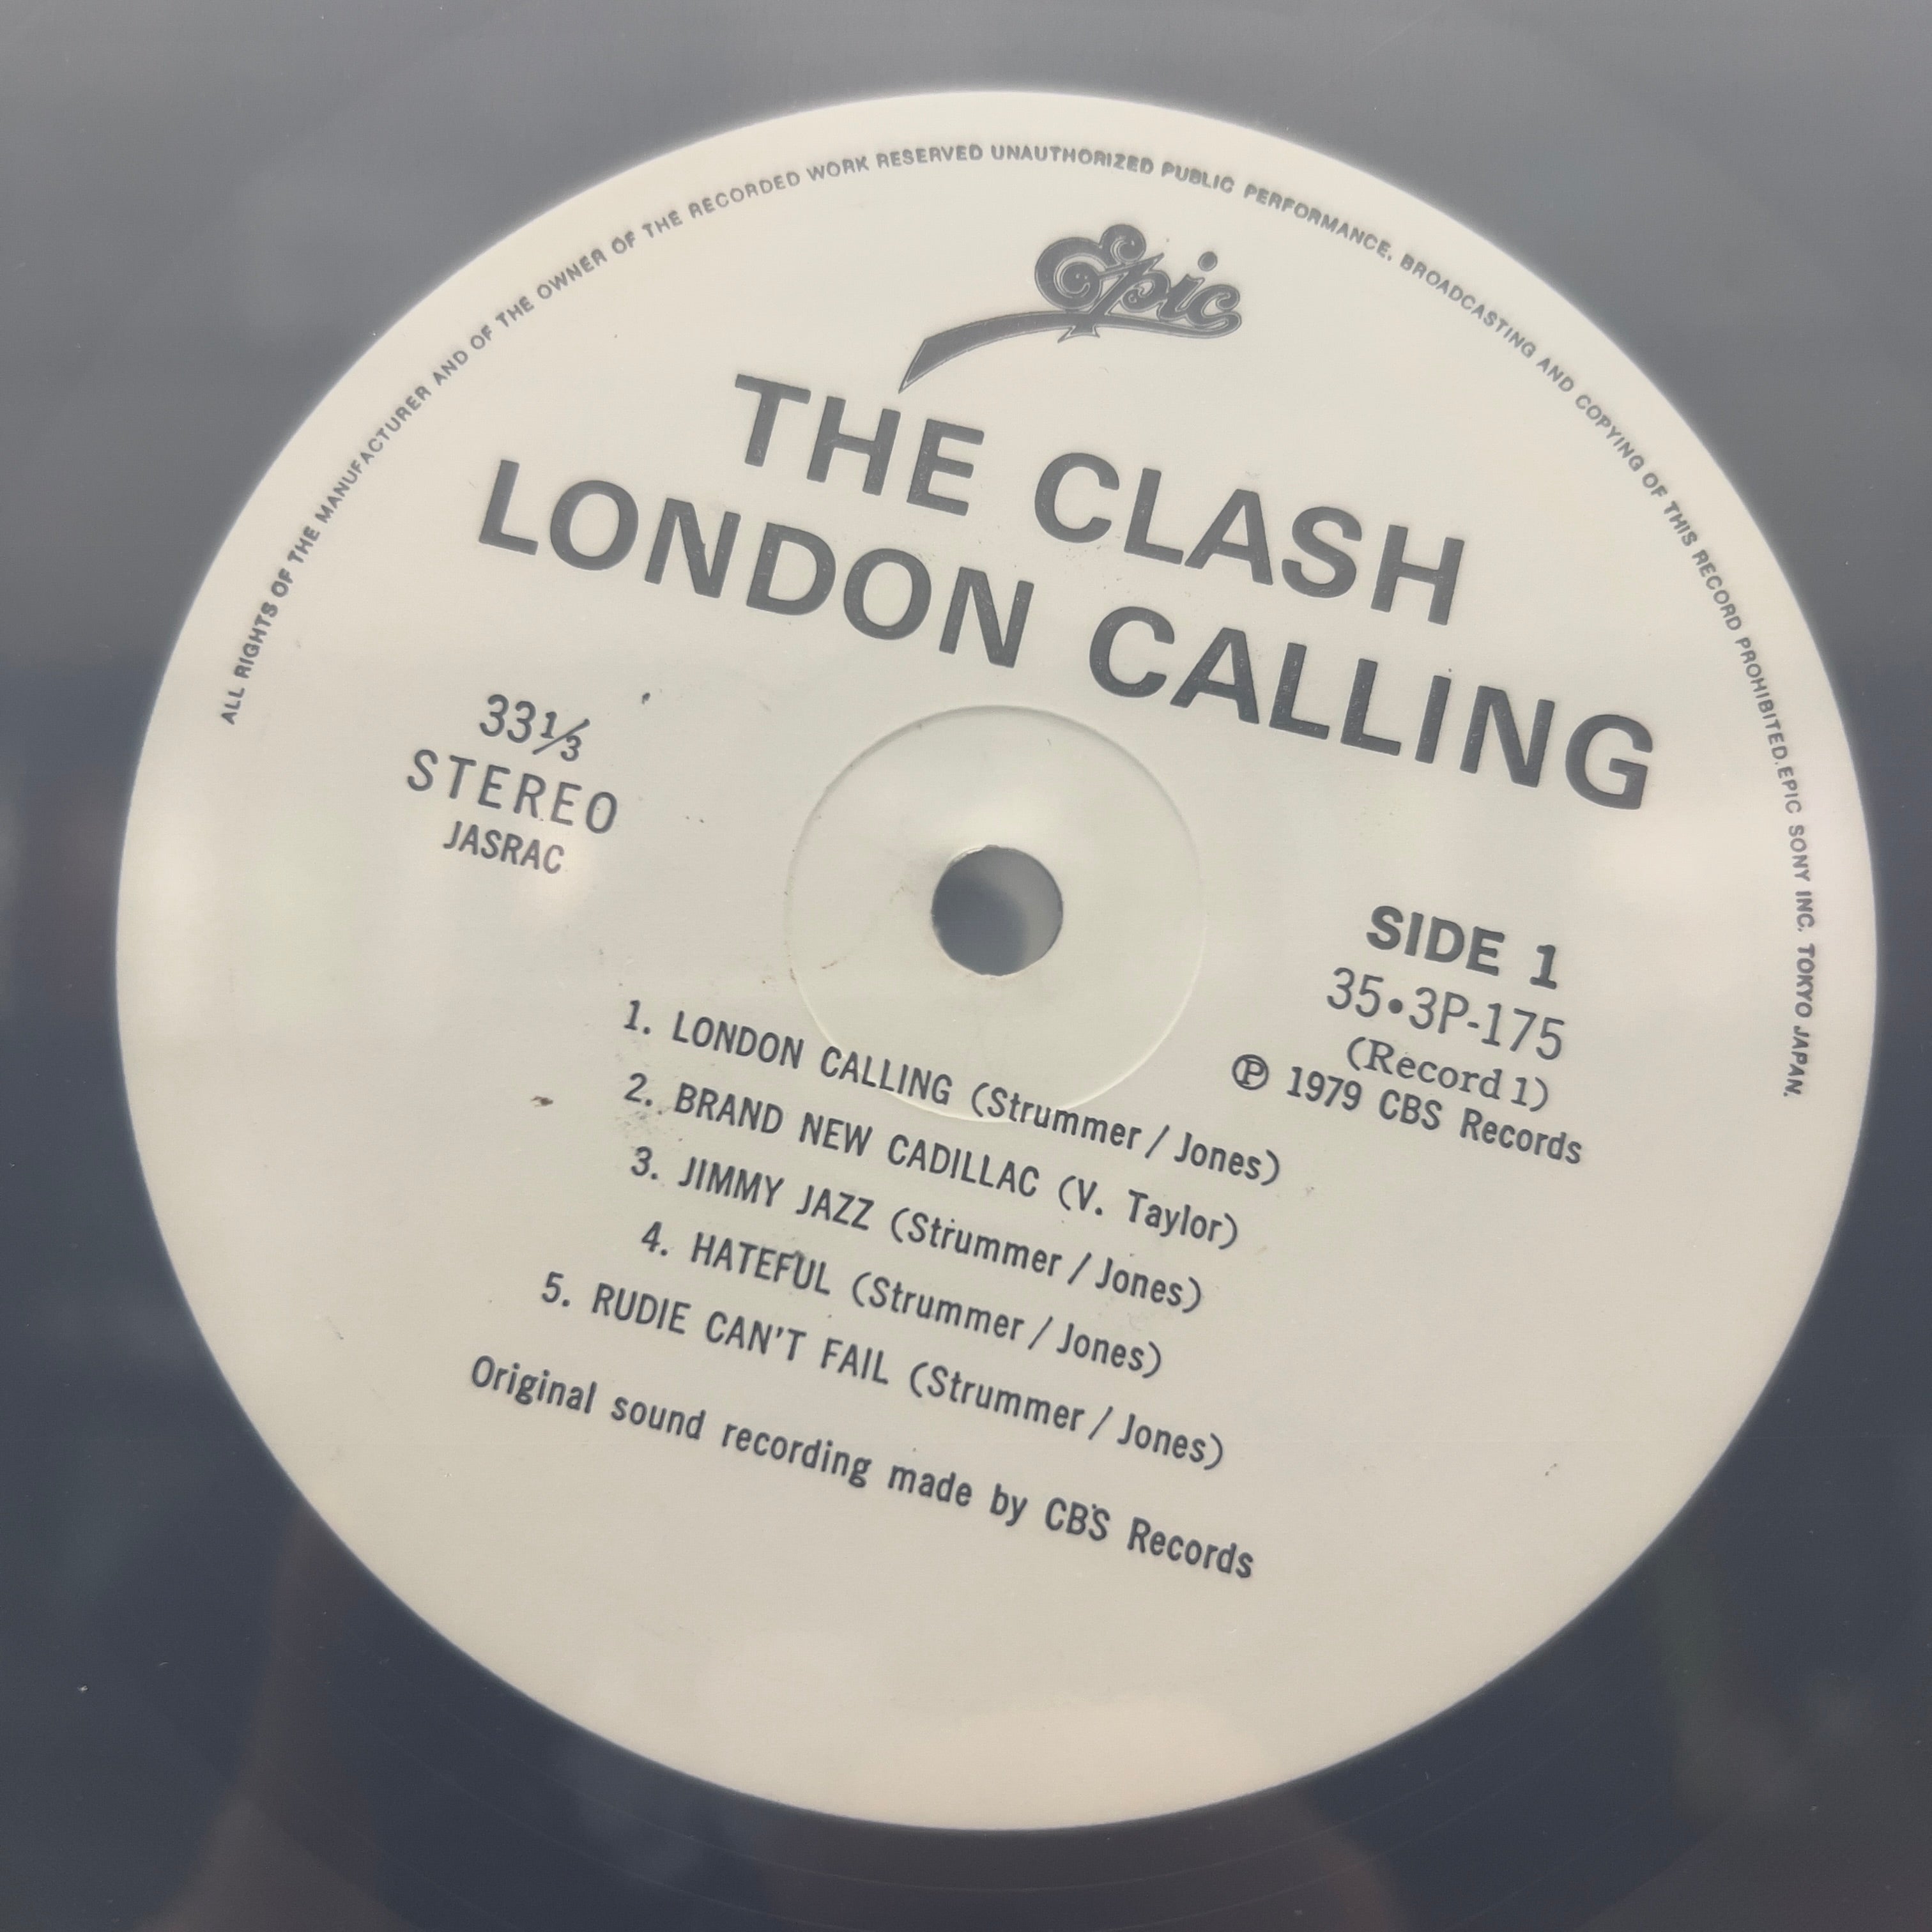 ALL RIGHTS OF THE MANUFACTURER AND OF THE OWNER OF THE RECORDED WORK RESERVED UNAUTHORIZED PUBLIC PERFORMANCE, BROADCASTING AND COPYING OF THIS RECORD PROHIBITED. EPIC SONY INC. TOKYO JAPAN.
Epic
THE CLASH
LONDON CALLING
33⅓
STEREO
JASRAC
SIDE 1
35•3P-175
(Record 1)
Ⓟ 1979 CBS Records
1. LONDON CALLING (Strummer / Jones)
2. BRAND NEW CADILLAC (V. Taylor)
3. JIMMY JAZZ (Strummer / Jones)
4. HATEFUL (Strummer / Jones)
5. RUDIE CAN'T FAIL (Strummer / Jones)
Original sound recording made by CBS Records